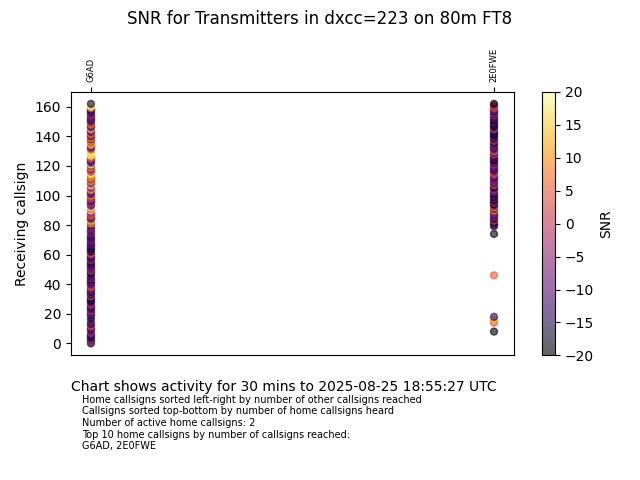 SNR for Transmitters in dxcc=223 on 80m FT8
G6AD
2E0FWE
160
140
120
100
80
60
40
20
0
Receiving callsign
20
15
10
5
0
−5
−10
−15
−20
SNR
Chart shows activity for 30 mins to 2025-08-25 18:55:27 UTC
Home callsigns sorted left-right by number of other callsigns reached
Callsigns sorted top-bottom by number of home callsigns heard
Number of active home callsigns: 2
Top 10 home callsigns by number of callsigns reached:
G6AD, 2E0FWE